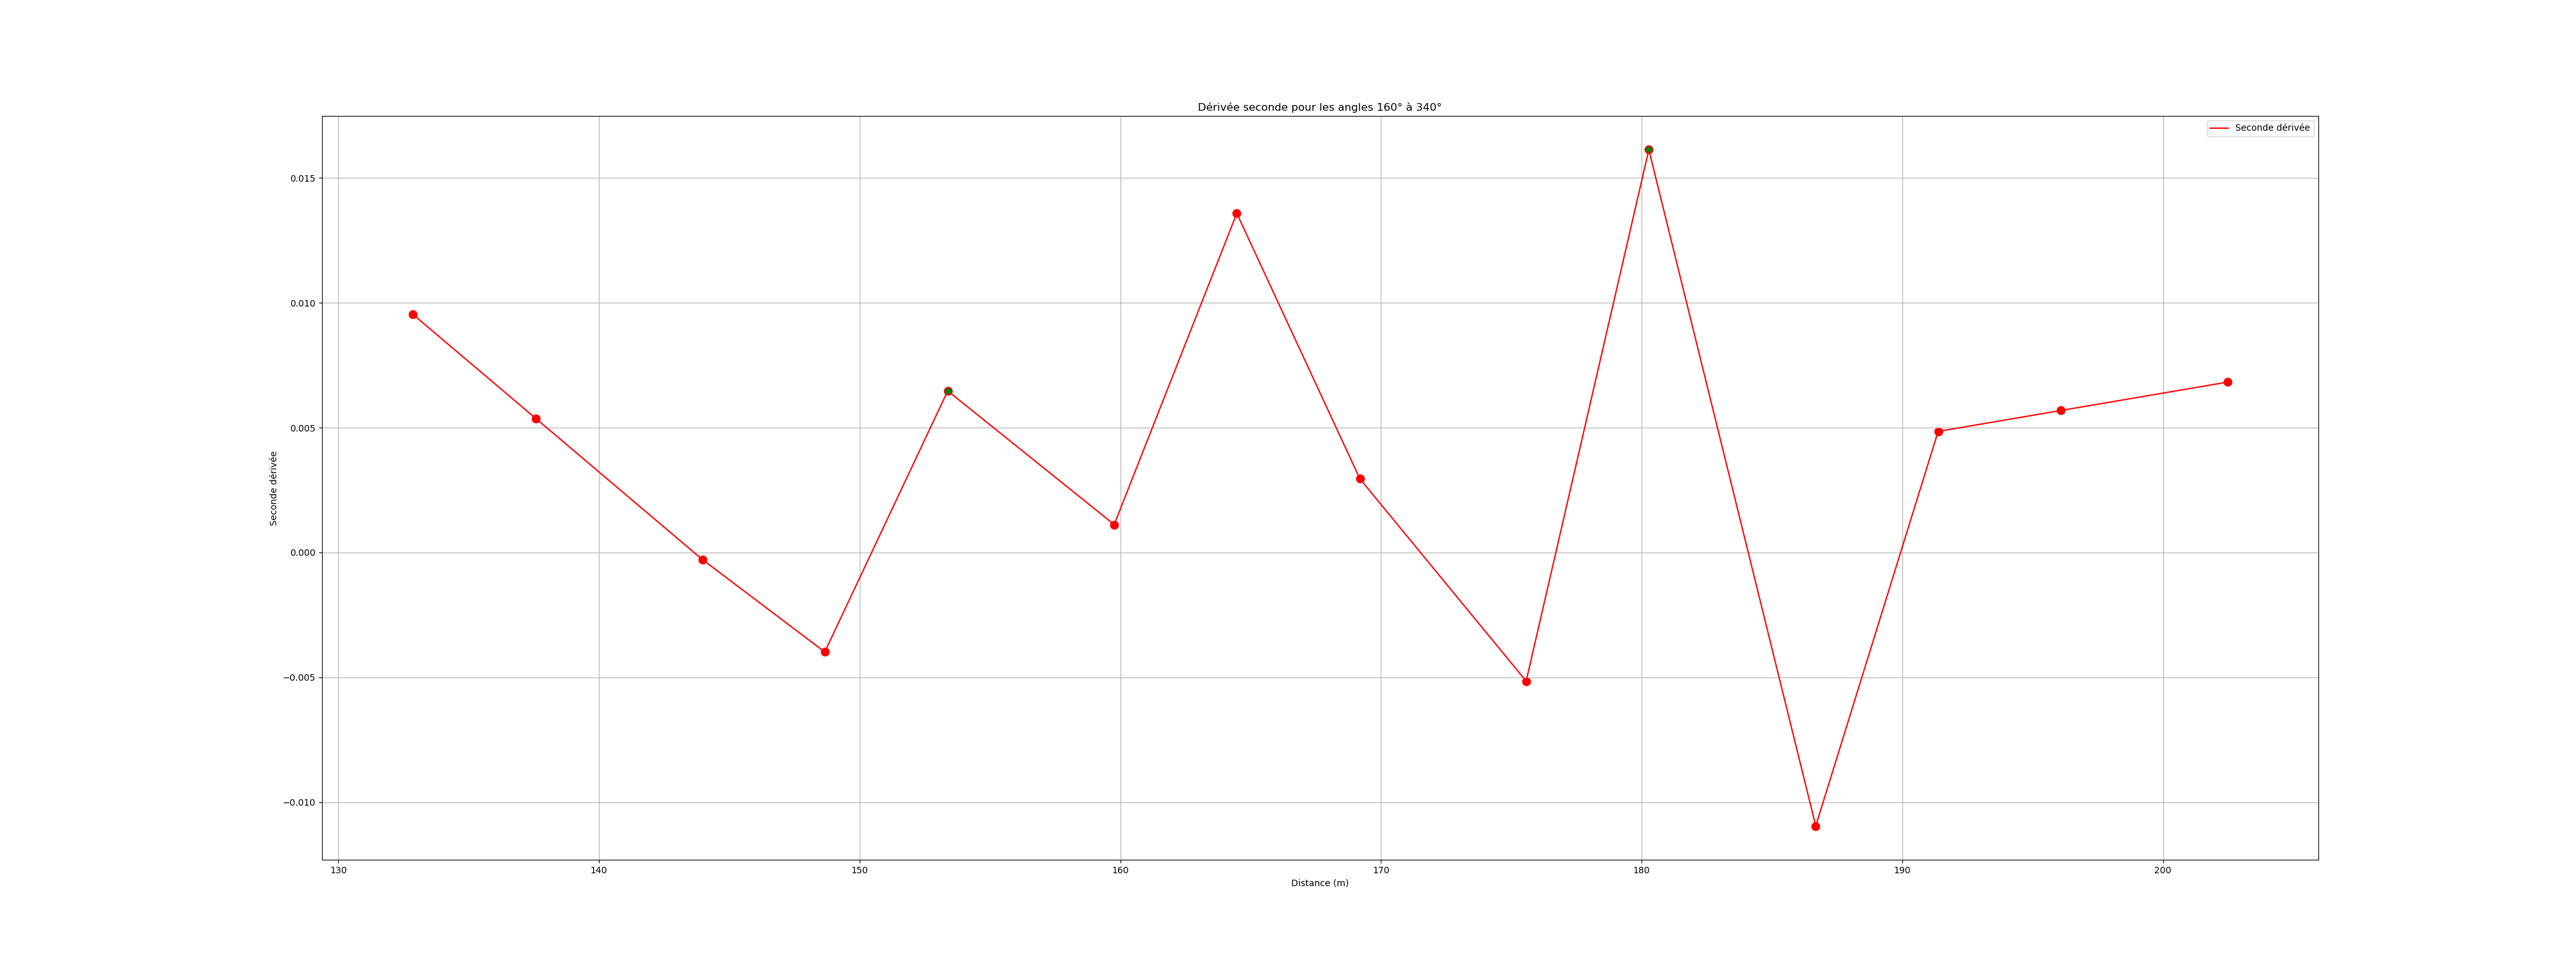 Dérivée seconde pour les angles 160° à 340°
Seconde dérivée
0.015
0.010
0.005
0.000
−0.005
−0.010
Seconde dérivée
130 140 150 160 170 180 190 200
Distance (m)